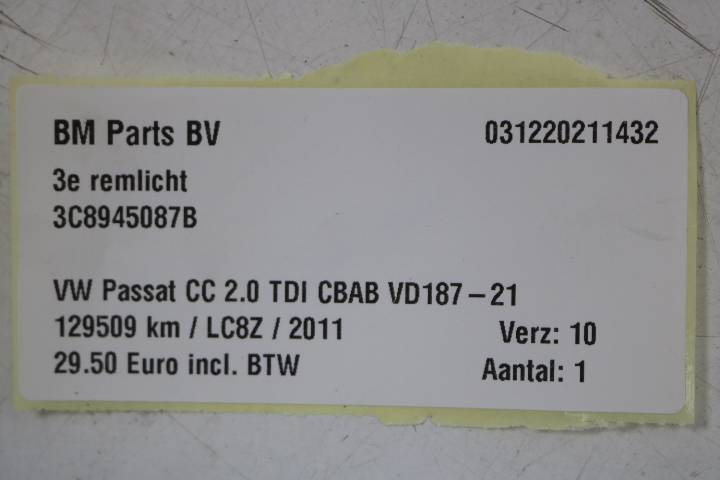 BM Parts BV 031220211432
3e remlicht
3C8945087B
VW Passat CC 2.0 TDI CBAB VD187-21
129509 km / LC8Z / 2011 Verz: 10
29.50 Euro incl. BTW Aantal: 1